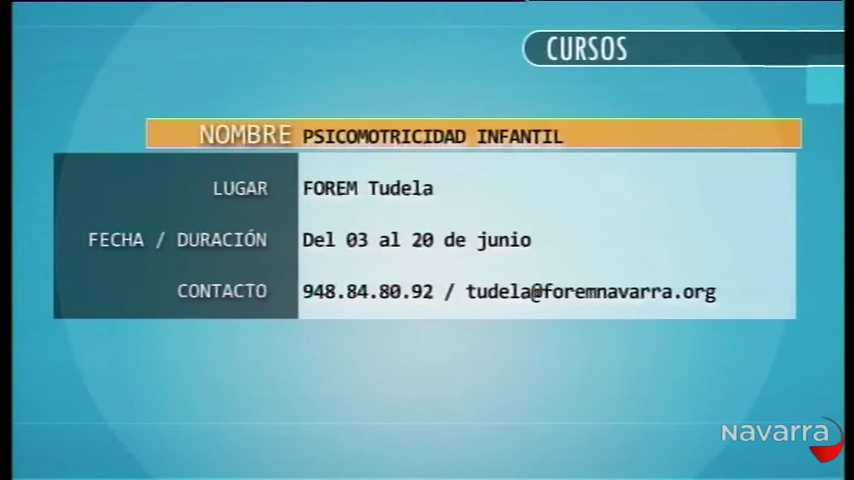 CURSOS
NOMBRE PSICOMOTRICIDAD INFANTIL
LUGAR FOREM Tudela
FECHA / DURACIÓN Del 03 al 20 de junio
CONTACTO 948.84.80.92 / tudela@foremnavarra.org
Navarra